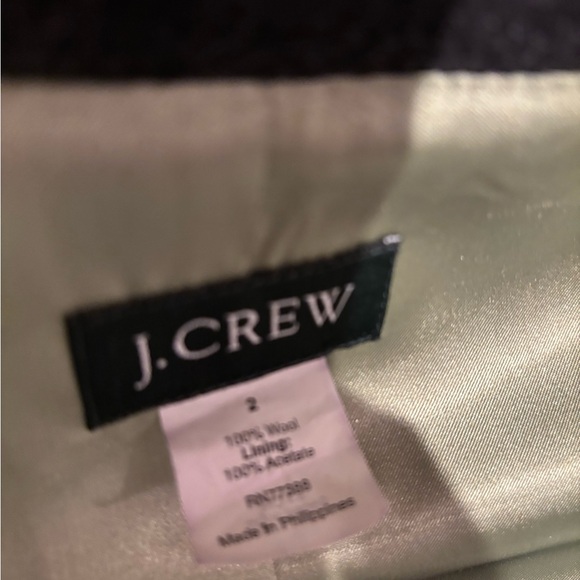 J.CREW
2
100% Wool
Lining:
100% Acetate
RN77388
Made In Philippines